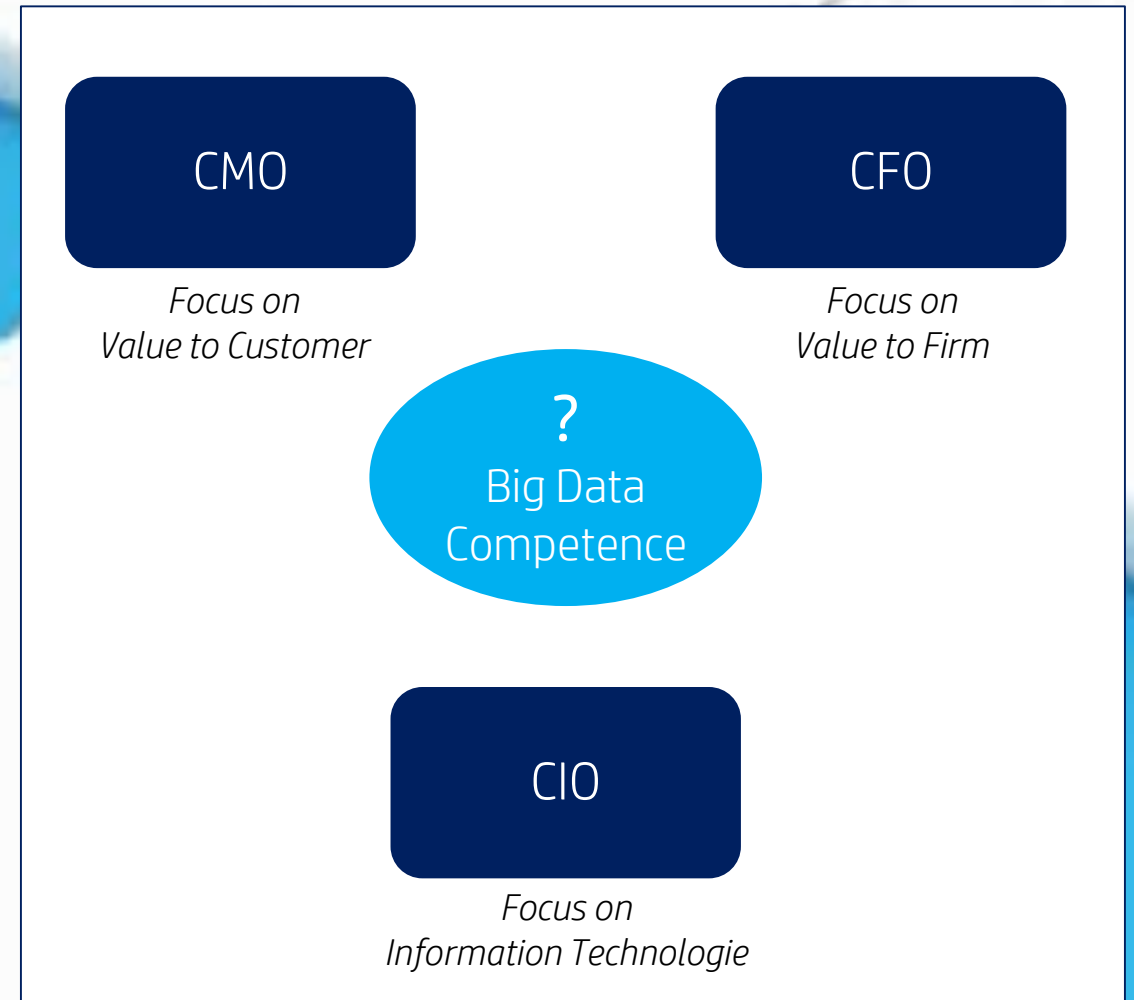 CMO
CFO
Focus on
Value to Customer
Focus on
Value to Firm
?
Big Data
Competence
CIO
Focus on
Information Technologie